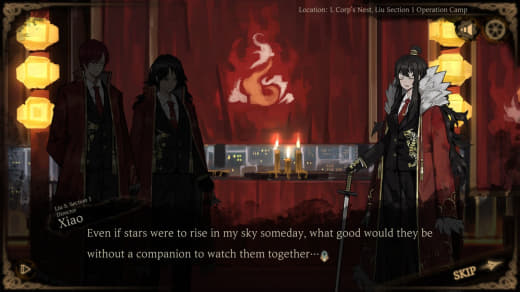 Location: L Corp's Nest, Liu Section 1 Operation Camp
Liu A. Section 1
Director
Xiao
Even if stars were to rise in my sky someday, what good would they be
without a companion to watch them together…
SKIP